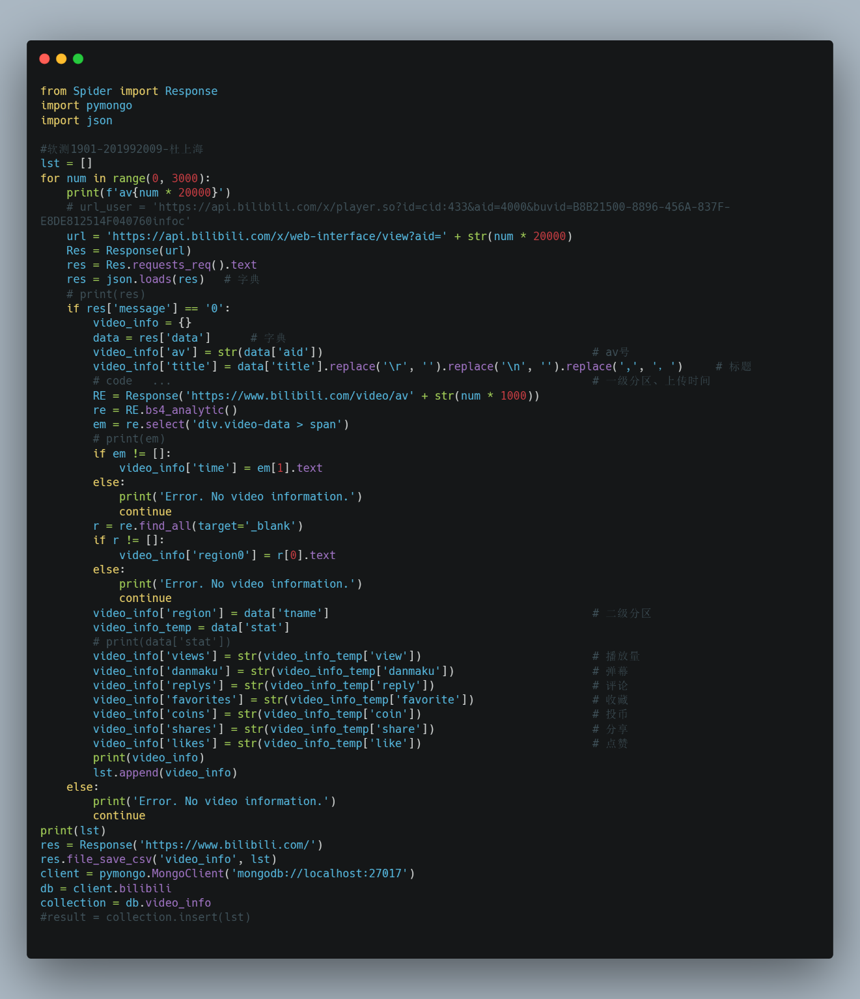 from Spider import Response
import pymongo
import json

#软测1901-201992009-杜上海
lst = []
for num in range(0, 3000):
    print(f'av{num * 20000}')
    # url_user = 'https://api.bilibili.com/x/player.so?id=cid:433&aid=4000&buvid=B8B21500-8896-456A-837F-
E8DE812514F040760infoc'
    url = 'https://api.bilibili.com/x/web-interface/view?aid=' + str(num * 20000)
    Res = Response(url)
    res = Res.requests_req().text
    res = json.loads(res)   # 字典
    # print(res)
    if res['message'] == '0':
        video_info = {}
        data = res['data']      # 字典
        video_info['av'] = str(data['aid'])                                         # av号
        video_info['title'] = data['title'].replace('\r', '').replace('\n', '').replace(',', '，')     # 标题
        # code   ...                                                                # 一级分区、上传时间
        RE = Response('https://www.bilibili.com/video/av' + str(num * 1000))
        re = RE.bs4_analytic()
        em = re.select('div.video-data > span')
        # print(em)
        if em != []:
            video_info['time'] = em[1].text
        else:
            print('Error. No video information.')
            continue
        r = re.find_all(target='_blank')
        if r != []:
            video_info['region0'] = r[0].text
        else:
            print('Error. No video information.')
            continue
        video_info['region'] = data['tname']                                        # 二级分区
        video_info_temp = data['stat']
        # print(data['stat'])
        video_info['views'] = str(video_info_temp['view'])                          # 播放量
        video_info['danmaku'] = str(video_info_temp['danmaku'])                     # 弹幕
        video_info['replys'] = str(video_info_temp['reply'])                        # 评论
        video_info['favorites'] = str(video_info_temp['favorite'])                  # 收藏
        video_info['coins'] = str(video_info_temp['coin'])                          # 投币
        video_info['shares'] = str(video_info_temp['share'])                        # 分享
        video_info['likes'] = str(video_info_temp['like'])                          # 点赞
        print(video_info)
        lst.append(video_info)
    else:
        print('Error. No video information.')
        continue
print(lst)
res = Response('https://www.bilibili.com/')
res.file_save_csv('video_info', lst)
client = pymongo.MongoClient('mongodb://localhost:27017')
db = client.bilibili
collection = db.video_info
#result = collection.insert(lst)